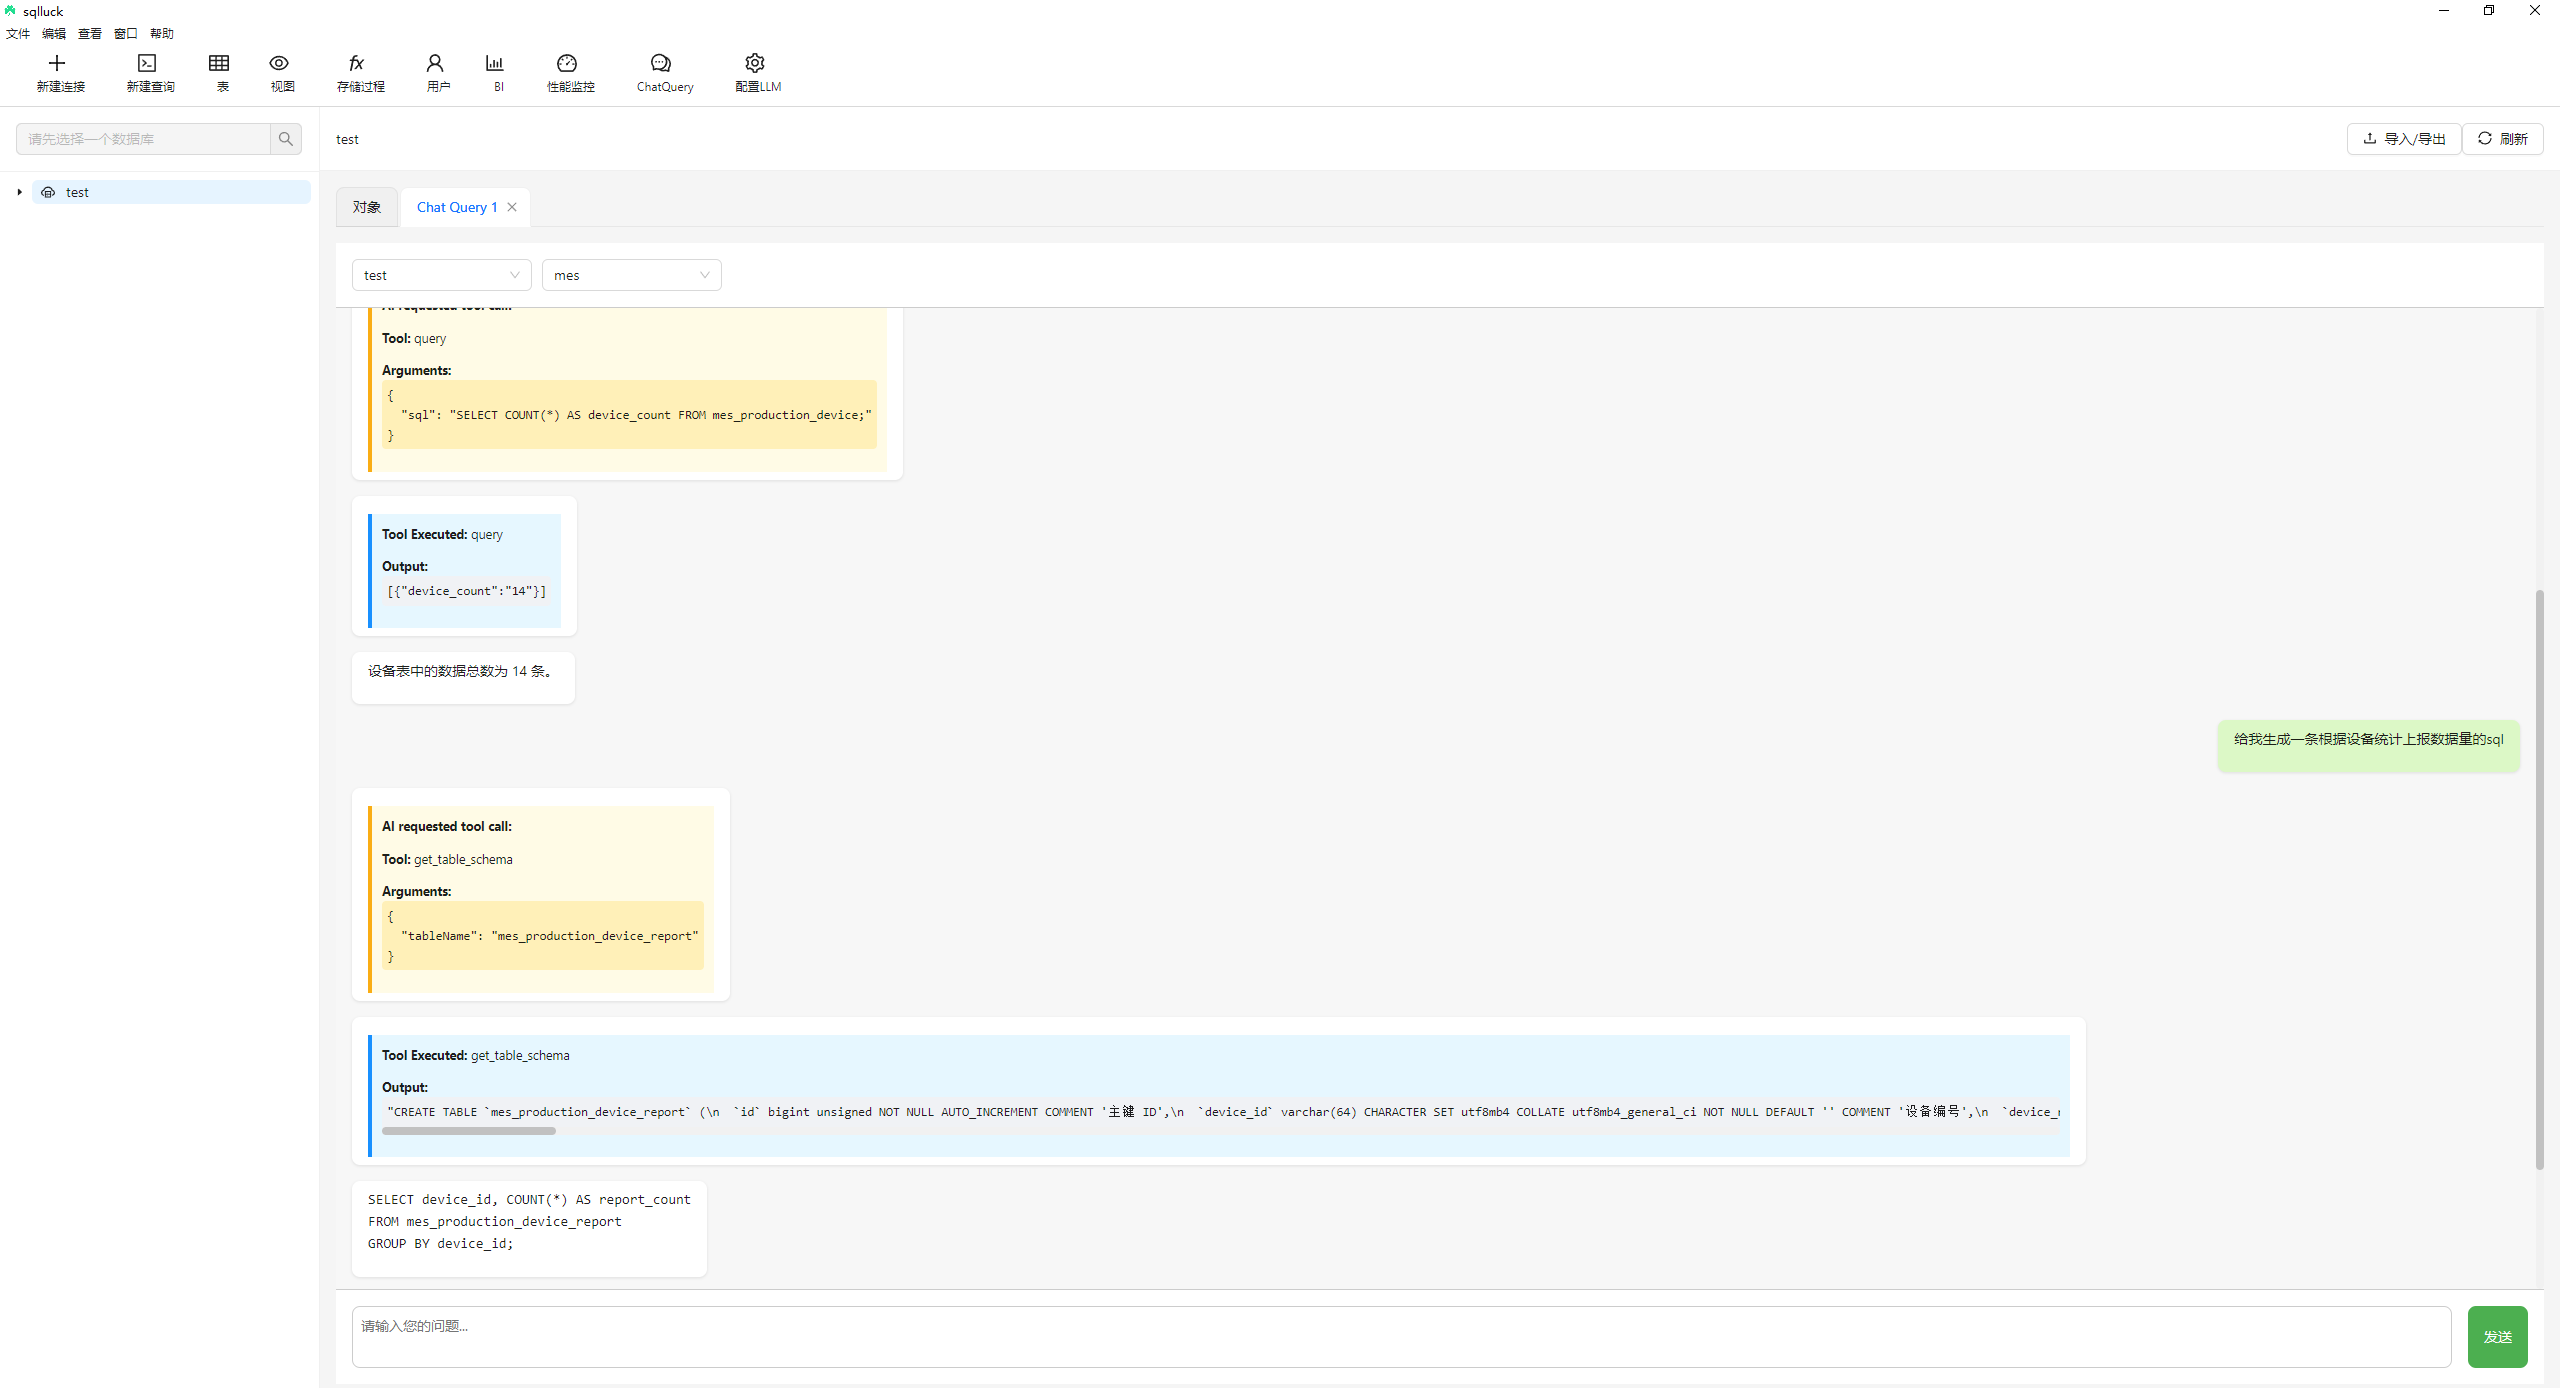 sqlluck
文件 编辑 查看 窗口 帮助
新建连接 新建查询 表 视图 存储过程 用户 BI 性能监控 ChatQuery 配置LLM
请先选择一个数据库
test
test
导入/导出 刷新
对象 Chat Query 1
test mes
AI requested tool call:
Tool: query
Arguments:
{
"sql": "SELECT COUNT(*) AS device_count FROM mes_production_device;"
}
Tool Executed: query
Output:
[{"device_count":"14"}]
设备表中的数据总数为 14 条。
给我生成一条根据设备统计上报数据量的sql
AI requested tool call:
Tool: get_table_schema
Arguments:
{
"tableName": "mes_production_device_report"
}
Tool Executed: get_table_schema
Output:
"CREATE TABLE `mes_production_device_report` (\n  `id` bigint unsigned NOT NULL AUTO_INCREMENT COMMENT '主键 ID',\n  `device_id` varchar(64) CHARACTER SET utf8mb4 COLLATE utf8mb4_general_ci NOT NULL DEFAULT '' COMMENT '设备编号',\n  `device_
SELECT device_id, COUNT(*) AS report_count
FROM mes_production_device_report
GROUP BY device_id;
请输入您的问题...
发送